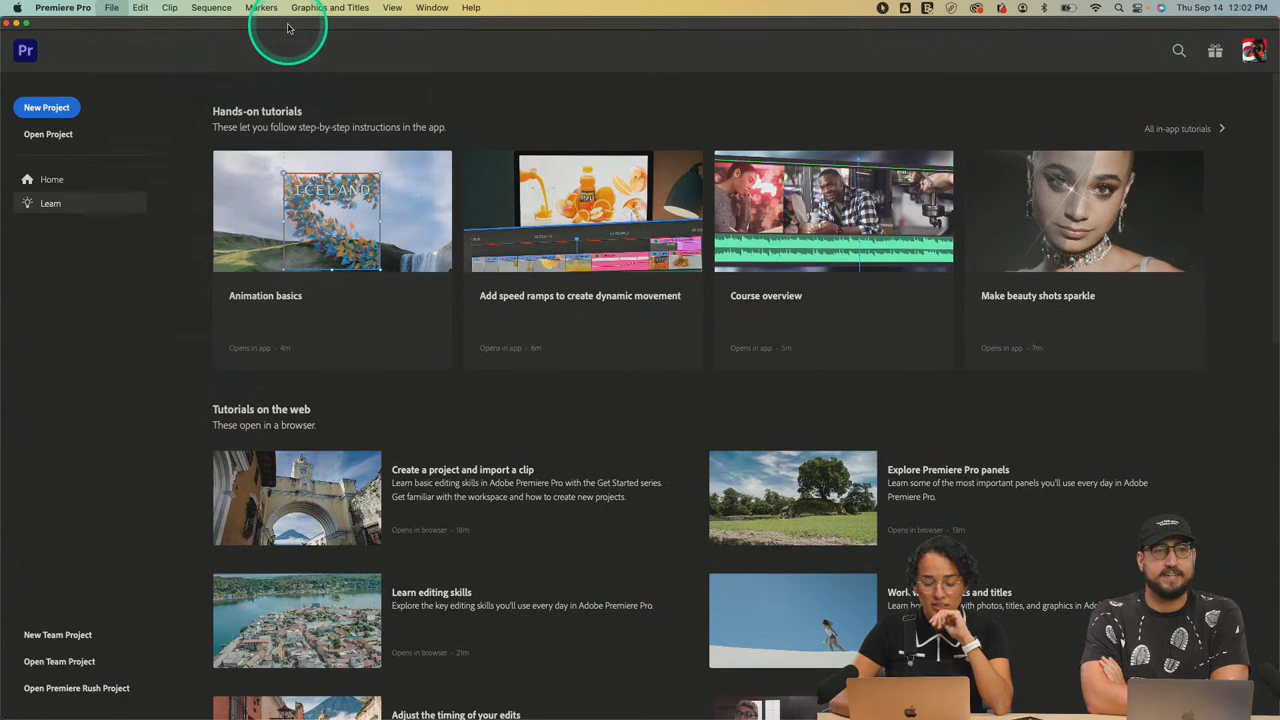 Premiere Pro File Edit Clip Sequence Markers Graphics and Titles View Window Help Thu Sep 14 12:02 PM
Pr
New Project
Open Project
Home
Learn
New Team Project
Open Team Project
Open Premiere Rush Project
Hands-on tutorials
These let you follow step-by-step instructions in the app.
All in-app tutorials
ICELAND
Animation basics
Opens in app • 4m
Add speed ramps to create dynamic movement
Opens in app • 6m
Course overview
Opens in app • 5m
Make beauty shots sparkle
Opens in app • 7m
Tutorials on the web
These open in a browser.
Create a project and import a clip
Learn basic editing skills in Adobe Premiere Pro with the Get Started series.
Get familiar with the workspace and how to create new projects.
Opens in browser • 18m
Explore Premiere Pro panels
Learn some of the most important panels you'll use every day in Adobe
Premiere Pro.
Opens in browser • 13m
Learn editing skills
Explore the key editing skills you'll use every day in Adobe Premiere Pro.
Opens in browser • 21m
and titles
with photos, titles, and graphics in
Adjust the timing of your edits